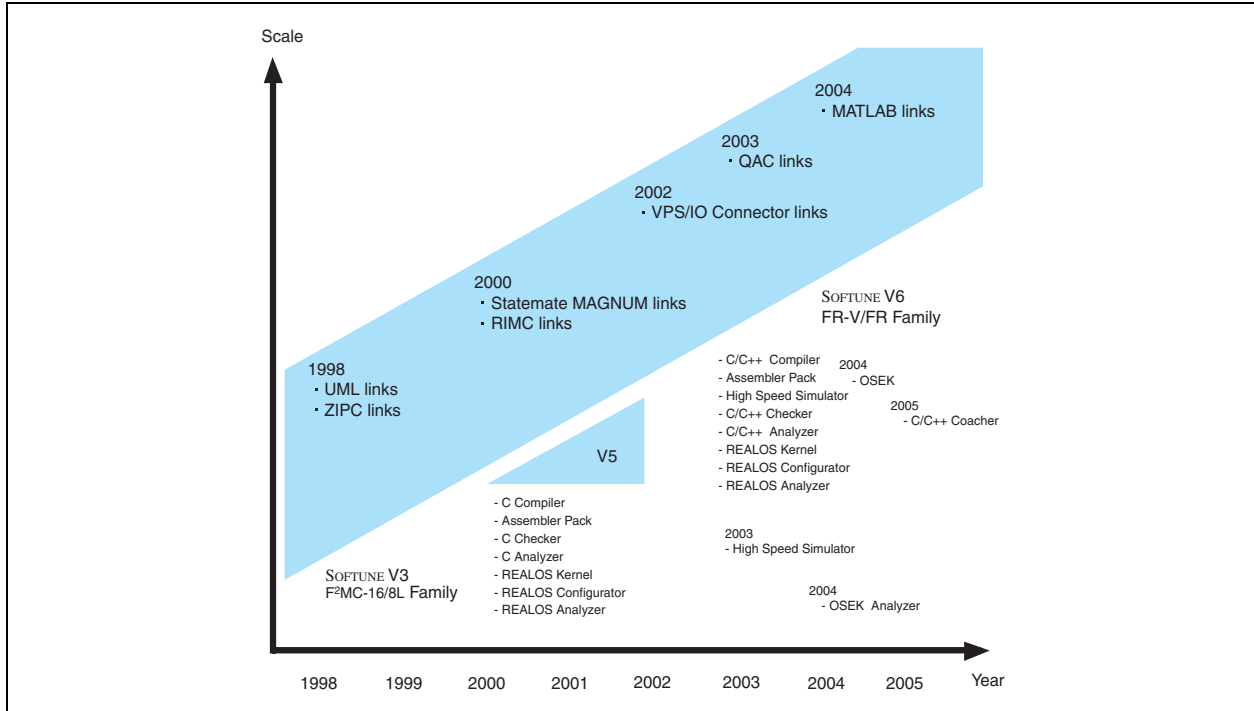 Scale
2004
· MATLAB links
2003
· QAC links
2002
· VPS/IO Connector links
2000
· Statemate MAGNUM links
· RIMC links
1998
· UML links
· ZIPC links
SOFTUNE V6
FR-V/FR Family
- C/C++ Compiler
- Assembler Pack
- High Speed Simulator
- C/C++ Checker
- C/C++ Analyzer
- REALOS Kernel
- REALOS Configurator
- REALOS Analyzer
2004
- OSEK
2005
- C/C++ Coacher
V5
- C Compiler
- Assembler Pack
- C Checker
- C Analyzer
- REALOS Kernel
- REALOS Configurator
- REALOS Analyzer
2003
- High Speed Simulator
2004
- OSEK Analyzer
SOFTUNE V3
F²MC-16/8L Family
1998 1999 2000 2001 2002 2003 2004 2005 Year